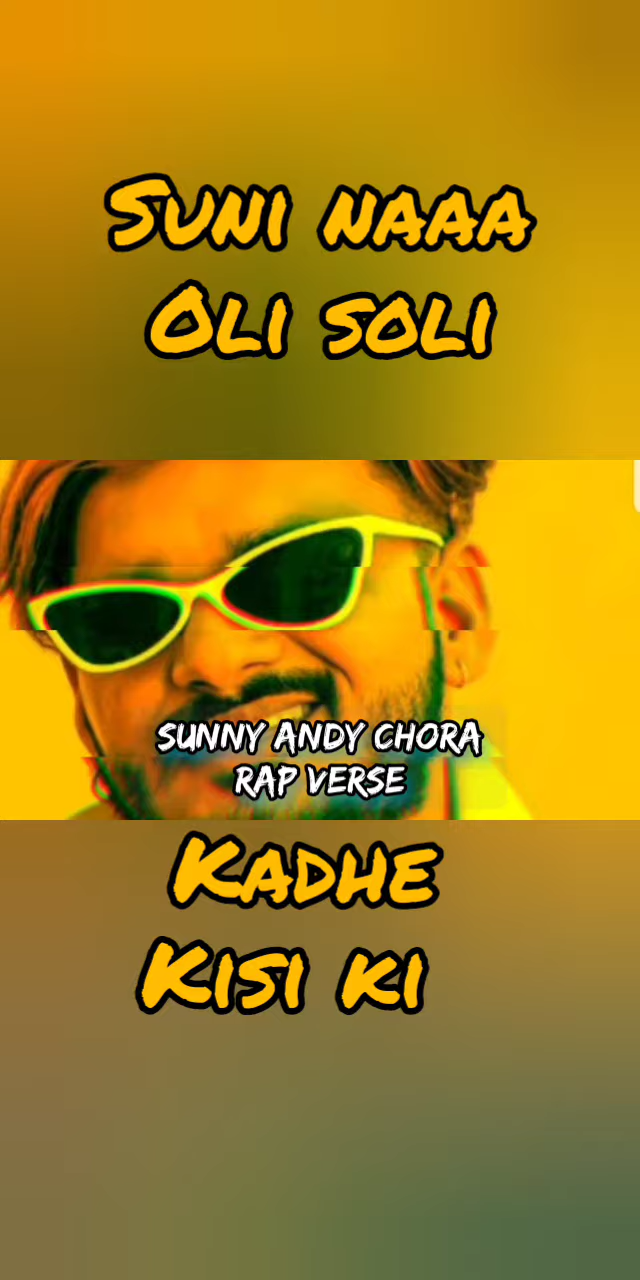 Suni naaa
Oli soli
SUNNY ANDY CHORA
RAP VERSE
Kadhe
Kisi ki